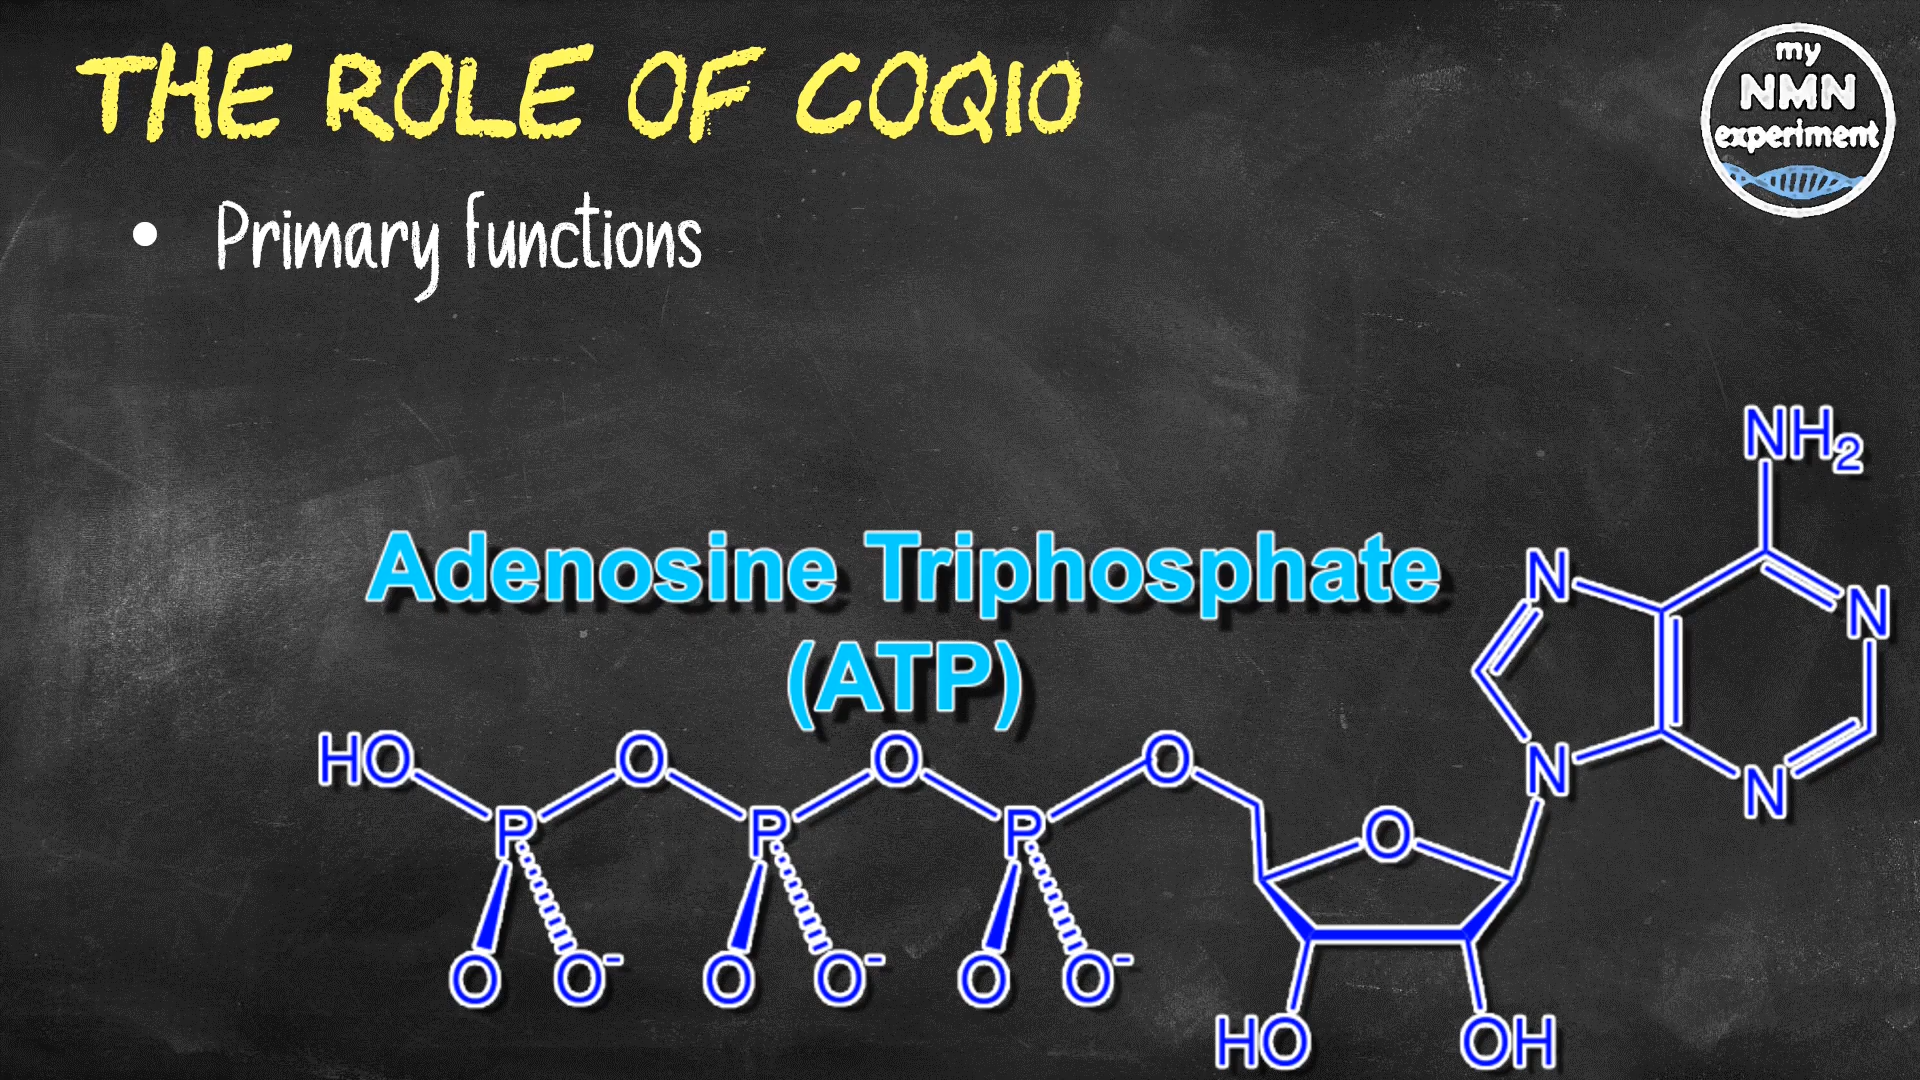 THE ROLE OF COQ10
my
NMN
experiment
• Primary functions
Adenosine Triphosphate
(ATP)
NH₂
N
N
N
N
HO
O
O
O
P
P
P
O
O
O⁻
O
O⁻
O
O⁻
HO
OH